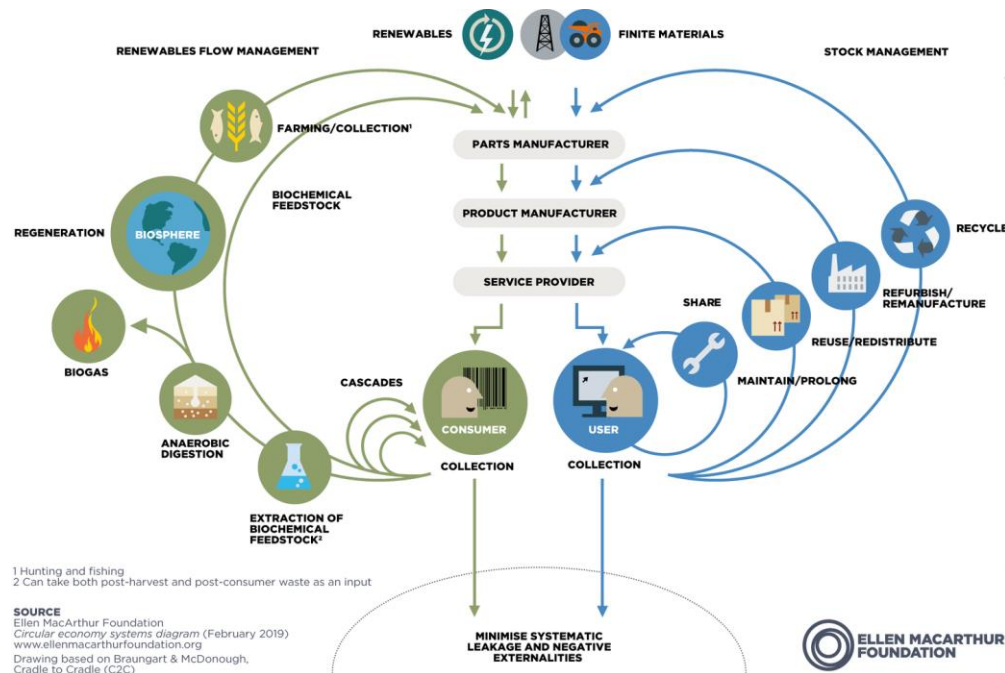 RENEWABLES
FINITE MATERIALS
RENEWABLES FLOW MANAGEMENT
STOCK MANAGEMENT
FARMING/COLLECTION¹
PARTS MANUFACTURER
BIOCHEMICAL
FEEDSTOCK
PRODUCT MANUFACTURER
REGENERATION
BIOSPHERE
RECYCLE
SERVICE PROVIDER
REFURBISH/
REMANUFACTURE
SHARE
REUSE/REDISTRIBUTE
BIOGAS
MAINTAIN/PROLONG
CASCADES
CONSUMER
USER
ANAEROBIC
DIGESTION
COLLECTION
COLLECTION
EXTRACTION OF
BIOCHEMICAL
FEEDSTOCK²
1 Hunting and fishing
2 Can take both post-harvest and post-consumer waste as an input
SOURCE
Ellen MacArthur Foundation
Circular economy systems diagram (February 2019)
www.ellenmacarthurfoundation.org
Drawing based on Braungart & McDonough,
Cradle to Cradle (C2C)
MINIMISE SYSTEMATIC
LEAKAGE AND NEGATIVE
EXTERNALITIES
ELLEN MACARTHUR
FOUNDATION